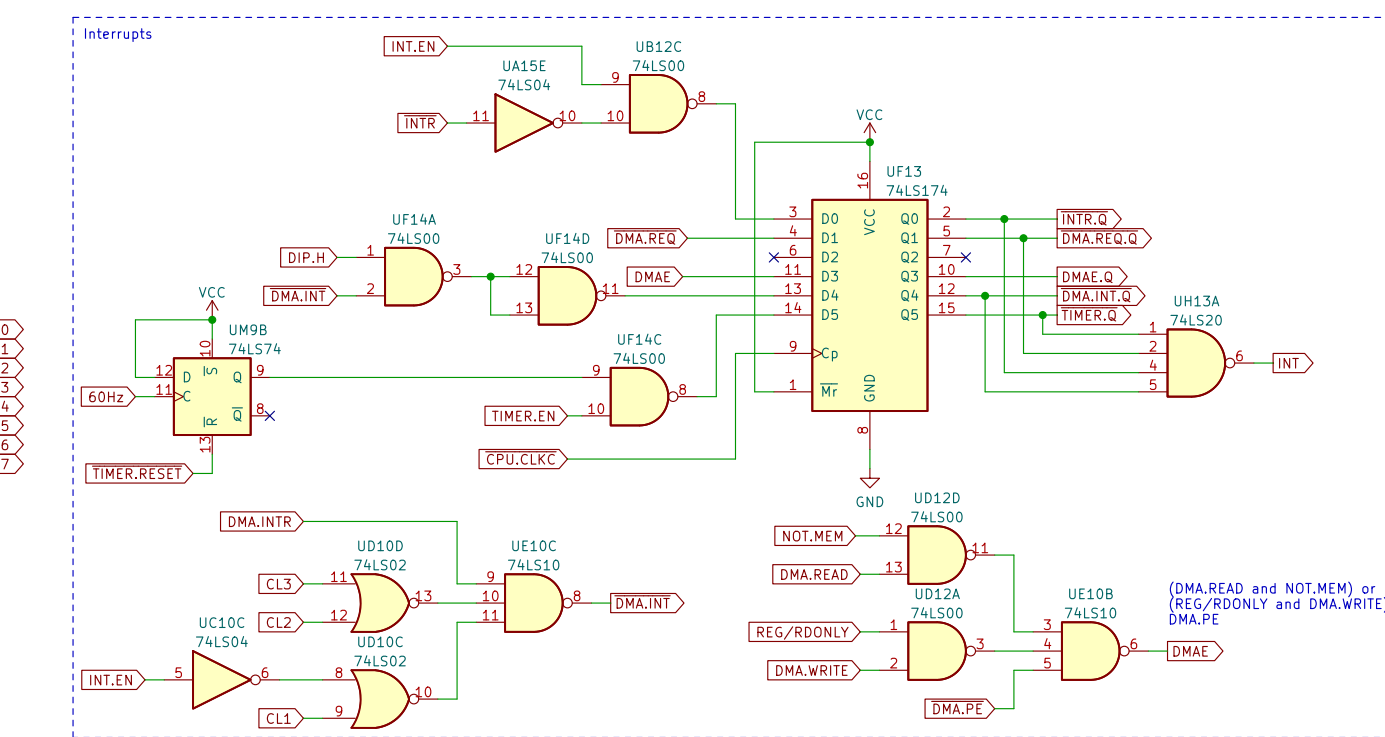 Interrupts
INT.EN
UB12C
74LS00
9
10
8
UA15E
74LS04
INTR
11
10
VCC
UF13
74LS174
16
VCC
3 D0 Q0 2
4 D1 Q1 5
6 D2 Q2 7
11 D3 Q3 10
13 D4 Q4 12
14 D5 Q5 15
9 Cp
1 Mr
GND
8
GND
INTR.Q
DMA.REQ.Q
DMAE.Q
DMA.INT.Q
TIMER.Q
UF14A
74LS00
DIP.H
1
DMA.INT
2
3
UF14D
74LS00
12
13
11
DMA.REQ
DMAE
UH13A
74LS20
1
2
4
5
6
INT
VCC
UM9B
74LS74
10
S
12 D Q 9
60Hz
11 C
Q 8
R
13
TIMER.RESET
UF14C
74LS00
9
TIMER.EN
10
8
CPU.CLKC
0
1
2
3
4
5
6
7
DMA.INTR
UD10D
74LS02
CL3
11
CL2
12
13
UE10C
74LS10
9
10
11
8
DMA.INT
UC10C
74LS04
INT.EN
5
6
UD10C
74LS02
8
CL1
9
10
UD12D
74LS00
NOT.MEM
12
DMA.READ
13
11
UD12A
74LS00
REG/RDONLY
1
DMA.WRITE
2
3
UE10B
74LS10
3
4
5
6
DMAE
DMA.PE
(DMA.READ and NOT.MEM) or
(REG/RDONLY and DMA.WRITE)
DMA.PE